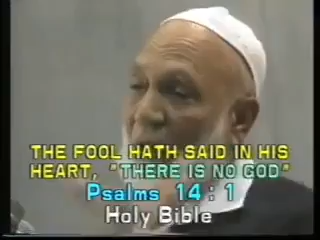 THE FOOL HATH SAID IN HIS
HEART, "THERE IS NO GOD"
Psalms 14:1
Holy Bible